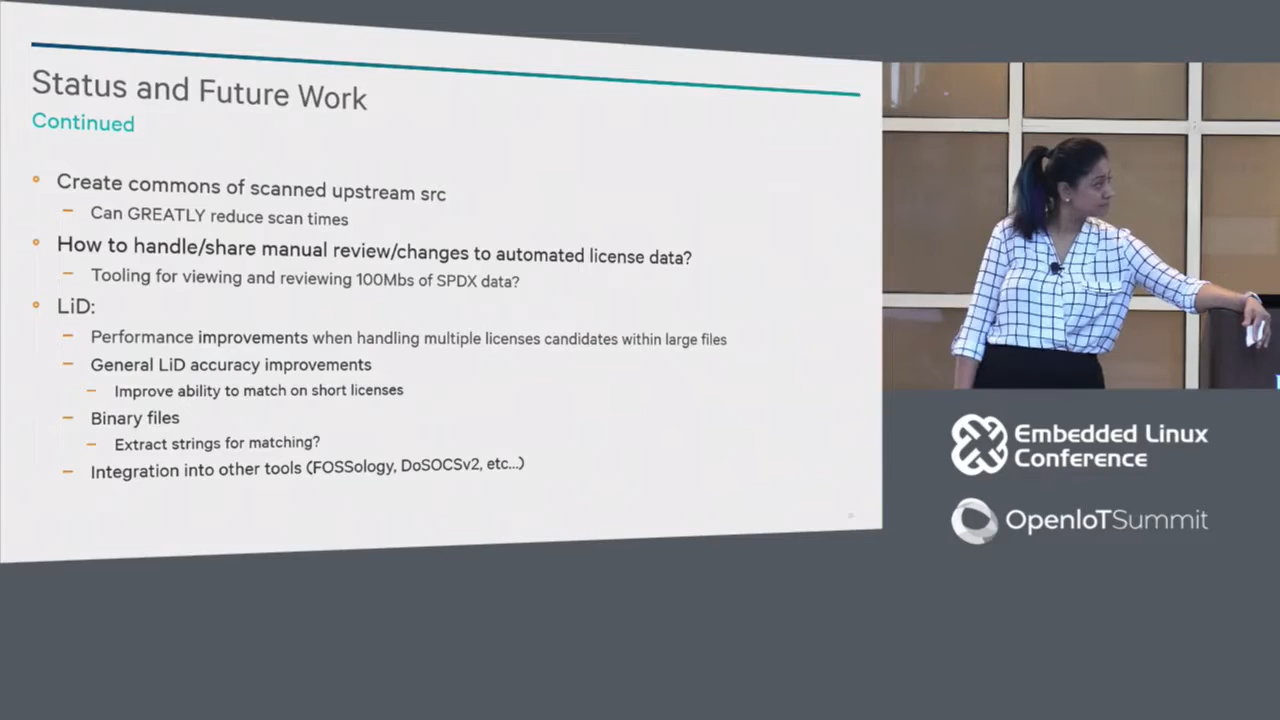 Status and Future Work
Continued
Create commons of scanned upstream src
Can GREATLY reduce scan times
How to handle/share manual review/changes to automated license data?
Tooling for viewing and reviewing 100Mbs of SPDX data?
LiD:
Performance improvements when handling multiple licenses candidates within large files
General LiD accuracy improvements
Improve ability to match on short licenses
Binary files
Extract strings for matching?
Integration into other tools (FOSSology, DoSOCSv2, etc...)
Embedded Linux
Conference
OpenIoTSummit